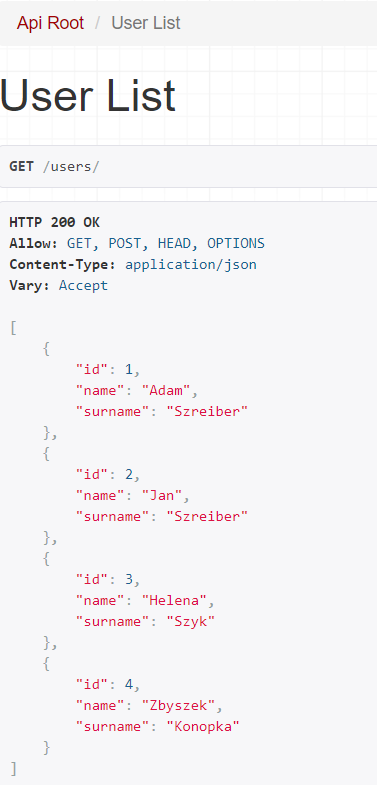 Api Root / User List
User List
GET /users/
HTTP 200 OK
Allow: GET, POST, HEAD, OPTIONS
Content-Type: application/json
Vary: Accept
[
    {
        "id": 1,
        "name": "Adam",
        "surname": "Szreiber"
    },
    {
        "id": 2,
        "name": "Jan",
        "surname": "Szreiber"
    },
    {
        "id": 3,
        "name": "Helena",
        "surname": "Szyk"
    },
    {
        "id": 4,
        "name": "Zbyszek",
        "surname": "Konopka"
    }
]